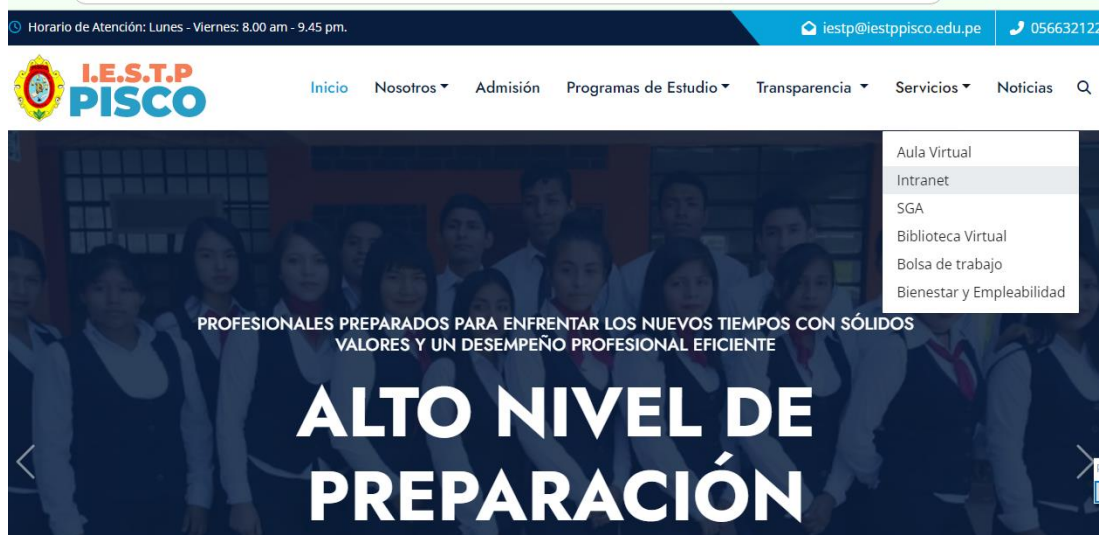 Horario de Atención: Lunes - Viernes: 8.00 am - 9.45 pm.
iestp@iestppisco.edu.pe
056632122
I.E.S.T.P
PISCO
Inicio Nosotros Admisión Programas de Estudio Transparencia Servicios Noticias
Aula Virtual
Intranet
SGA
Biblioteca Virtual
Bolsa de trabajo
Bienestar y Empleabilidad
PROFESIONALES PREPARADOS PARA ENFRENTAR LOS NUEVOS TIEMPOS CON SÓLIDOS
VALORES Y UN DESEMPEÑO PROFESIONAL EFICIENTE
ALTO NIVEL DE
PREPARACIÓN